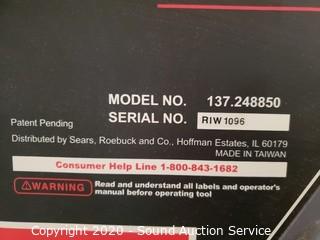 MODEL NO. 137.248850
Patent Pending SERIAL NO. RIW1096
Distributed by Sears, Roebuck and Co., Hoffman Estates, IL 60179
MADE IN TAIWAN
Consumer Help Line 1-800-843-1682
WARNING Read and understand all labels and operator's
manual before operating tool
Copyright 2020 - Sound Auction Service